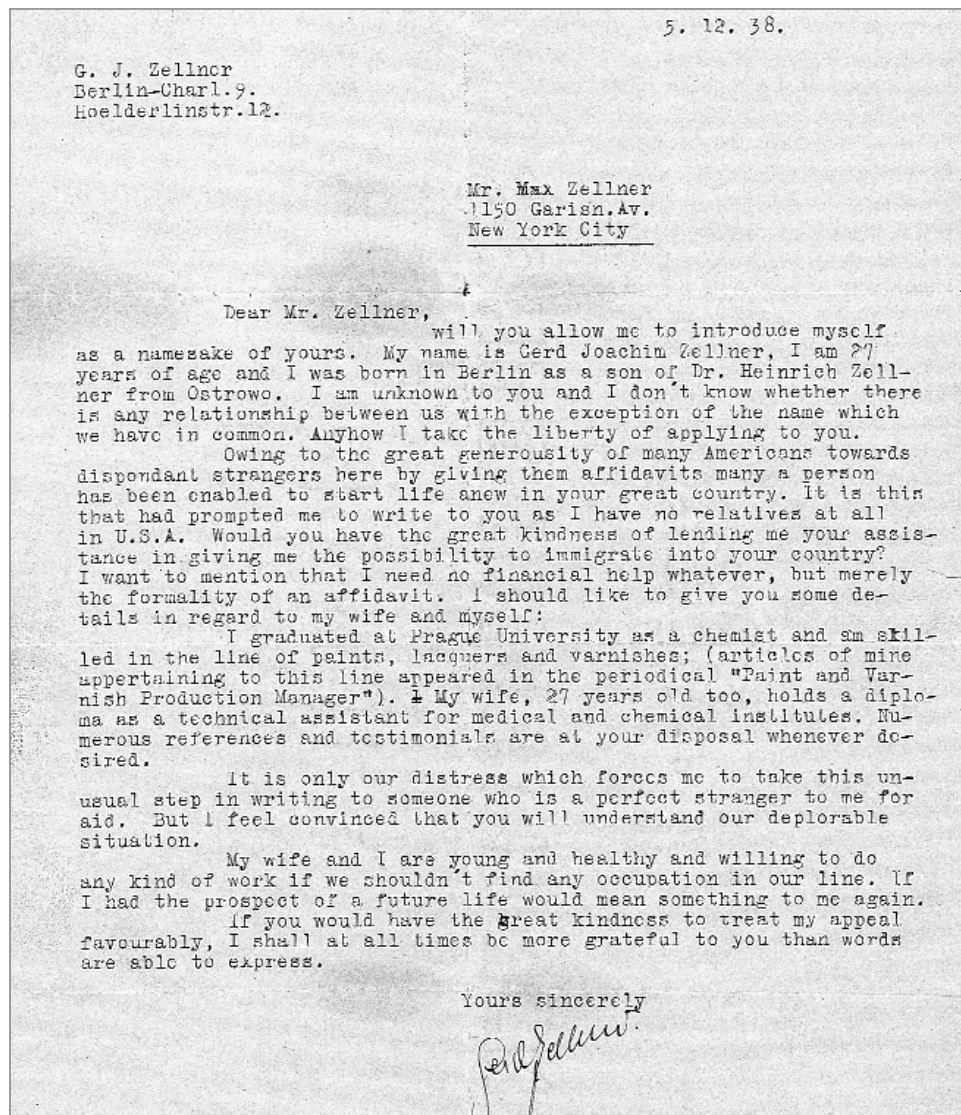 5. 12. 38.
G. J. Zellner
Berlin-Charl.9.
Hoelderlinstr.12.
Mr. Max Zellner
1150 Garisn.Av.
New York City
Dear Mr. Zellner,
will you allow me to introduce myself
as a namesake of yours. My name is Gerd Joachim Zellner, I am 27
years of age and I was born in Berlin as a son of Dr. Heinrich Zell-
ner from Ostrowo. I am unknown to you and I don't know whether there
is any relationship between us with the exception of the name which
we have in common. Anyhow I take the liberty of applying to you.
Owing to the great generousity of many Americans towards
dispondant strangers here by giving them affidavits many a person
has been enabled to start life anew in your great country. It is this
that had prompted me to write to you as I have no relatives at all
in U.S.A. Would you have the great kindness of lending me your assis-
tance in giving me the possibility to immigrate into your country?
I want to mention that I need no financial help whatever, but merely
the formality of an affidavit. I should like to give you some de-
tails in regard to my wife and myself:
I graduated at Prague University as a chemist and am skil-
led in the line of paints, lacquers and varnishes; (articles of mine
appertaining to this line appeared in the periodical "Paint and Var-
nish Production Manager"). My wife, 27 years old too, holds a diplo-
ma as a technical assistant for medical and chemical institutes. Nu-
merous references and testimonials are at your disposal whenever de-
sired.
It is only our distress which forces me to take this un-
usual step in writing to someone who is a perfect stranger to me for
aid. But I feel convinced that you will understand our deplorable
situation.
My wife and I are young and healthy and willing to do
any kind of work if we shouldn't find any occupation in our line. If
I had the prospect of a future life would mean something to me again.
If you would have the great kindness to treat my appeal
favourably, I shall at all times be more grateful to you than words
are able to express.
Yours sincerely
Gerd Zellner.